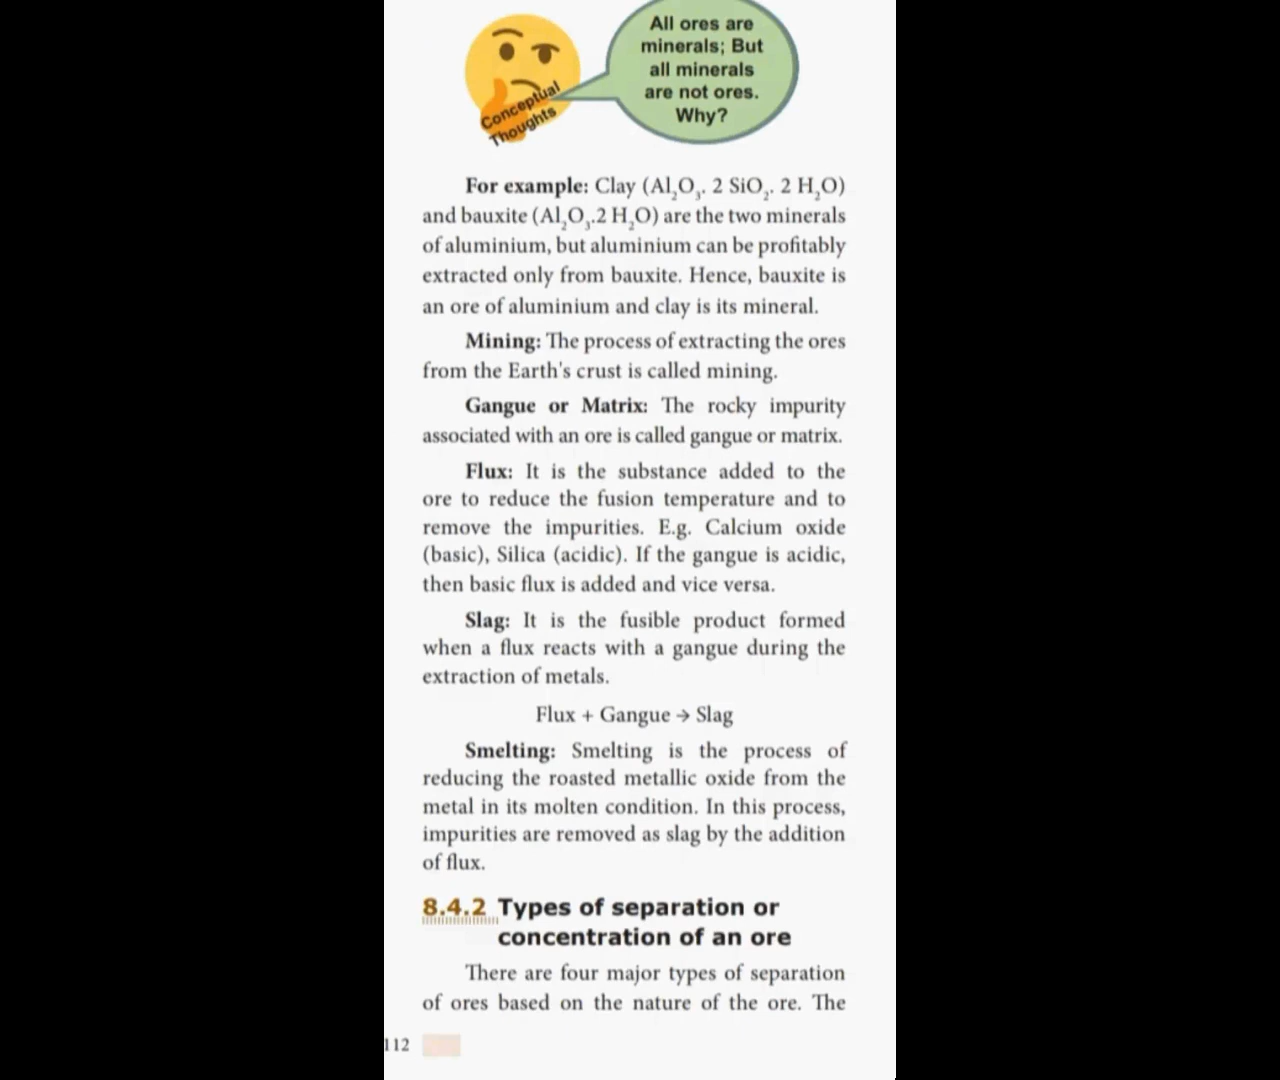 All ores are
minerals; But
all minerals
are not ores.
Why?
Conceptual
Thoughts
For example: Clay (Al₂O₃. 2 SiO₂. 2 H₂O)
and bauxite (Al₂O₃.2 H₂O) are the two minerals
of aluminium, but aluminium can be profitably
extracted only from bauxite. Hence, bauxite is
an ore of aluminium and clay is its mineral.
Mining: The process of extracting the ores
from the Earth's crust is called mining.
Gangue or Matrix: The rocky impurity
associated with an ore is called gangue or matrix.
Flux: It is the substance added to the
ore to reduce the fusion temperature and to
remove the impurities. E.g. Calcium oxide
(basic), Silica (acidic). If the gangue is acidic,
then basic flux is added and vice versa.
Slag: It is the fusible product formed
when a flux reacts with a gangue during the
extraction of metals.
Flux + Gangue → Slag
Smelting: Smelting is the process of
reducing the roasted metallic oxide from the
metal in its molten condition. In this process,
impurities are removed as slag by the addition
of flux.
8.4.2 Types of separation or
concentration of an ore
There are four major types of separation
of ores based on the nature of the ore. The
112